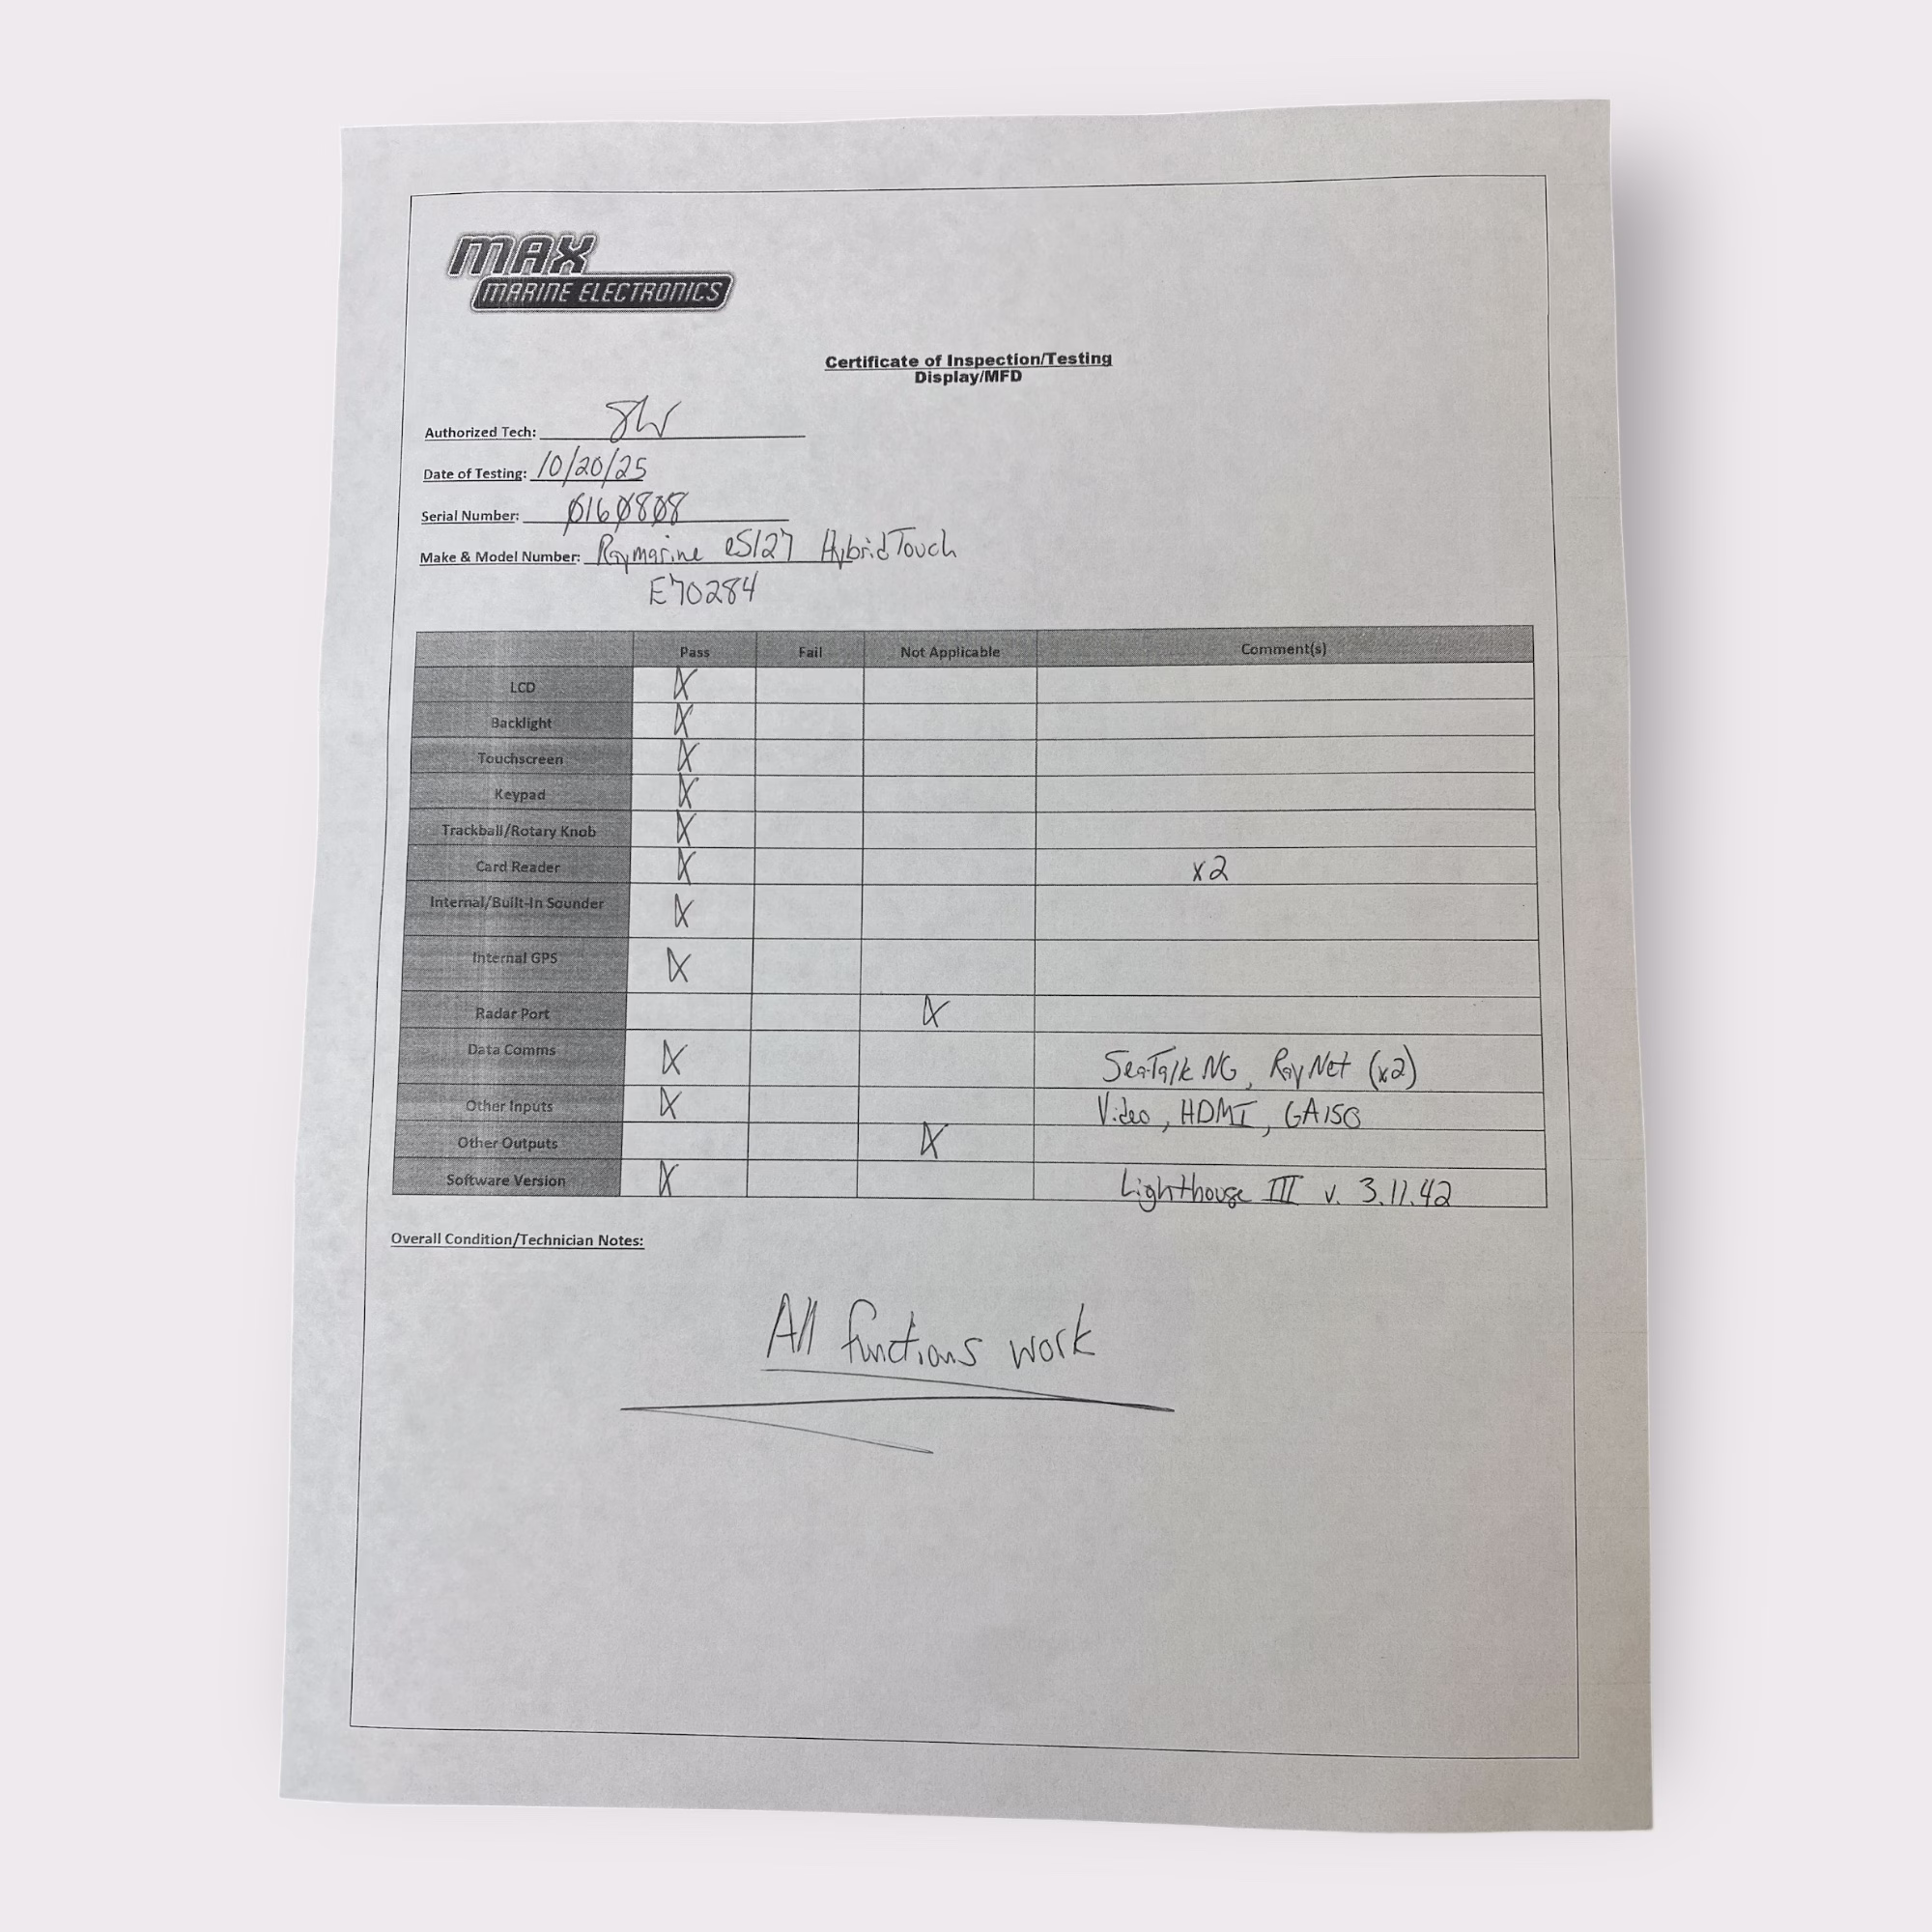 MAX
MARINE ELECTRONICS
Certificate of Inspection/Testing
Display/MFD
Authorized Tech: SW
Date of Testing: 10/20/25
Serial Number: 0160808
Make & Model Number: Raymarine eS127 HybridTouch
E70284
Pass Fail Not Applicable Comment(s)
LCD X
Backlight X
Touchscreen X
Keypad X
Trackball/Rotary Knob X
Card Reader X x2
Internal/Built-In Sounder X
Internal GPS X
Radar Port X
Data Comms X SeaTalk NG, RayNet (x2)
Other Inputs X Video, HDMI, GA150
Other Outputs X
Software Version X Lighthouse III v. 3.11.42
Overall Condition/Technician Notes:
All functions work